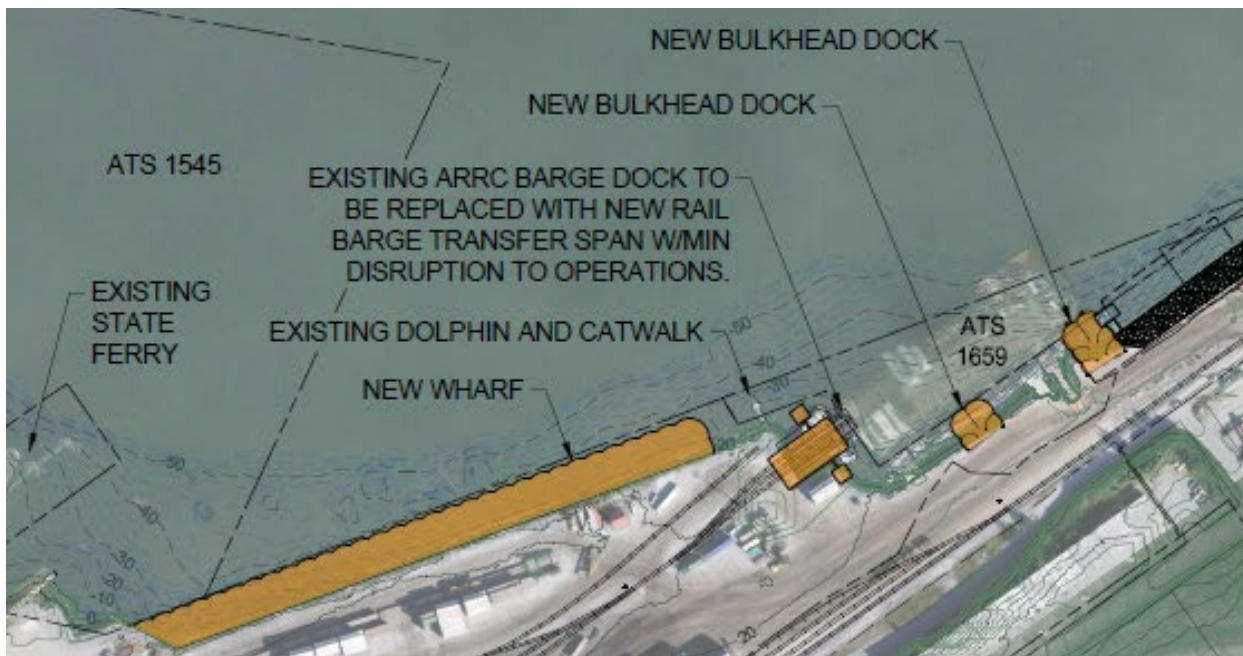 NEW BULKHEAD DOCK
NEW BULKHEAD DOCK
ATS 1545
EXISTING ARRC BARGE DOCK TO
BE REPLACED WITH NEW RAIL
BARGE TRANSFER SPAN W/MIN
DISRUPTION TO OPERATIONS.
EXISTING
STATE
FERRY
EXISTING DOLPHIN AND CATWALK
ATS
1659
NEW WHARF
-50
-40
-30
-50
-40
-30
-20
-10
0
20